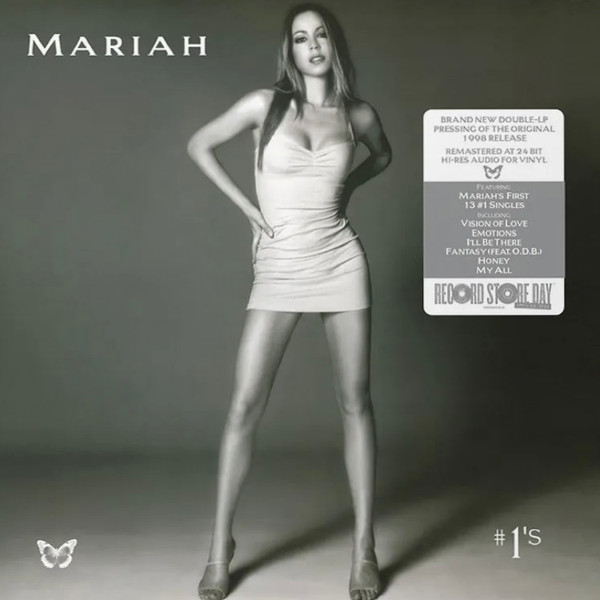 MARIAH
BRAND NEW DOUBLE-LP
PRESSING OF THE ORIGINAL
1998 RELEASE
REMASTERED AT 24 BIT
HI-RES AUDIO FOR VINYL
FEATURING
MARIAH'S FIRST
13 #1 SINGLES
INCLUDING
VISION OF LOVE
EMOTIONS
I'LL BE THERE
FANTASY (FEAT. O.D.B.)
HONEY
MY ALL
RECORD STORE DAY
#1'S